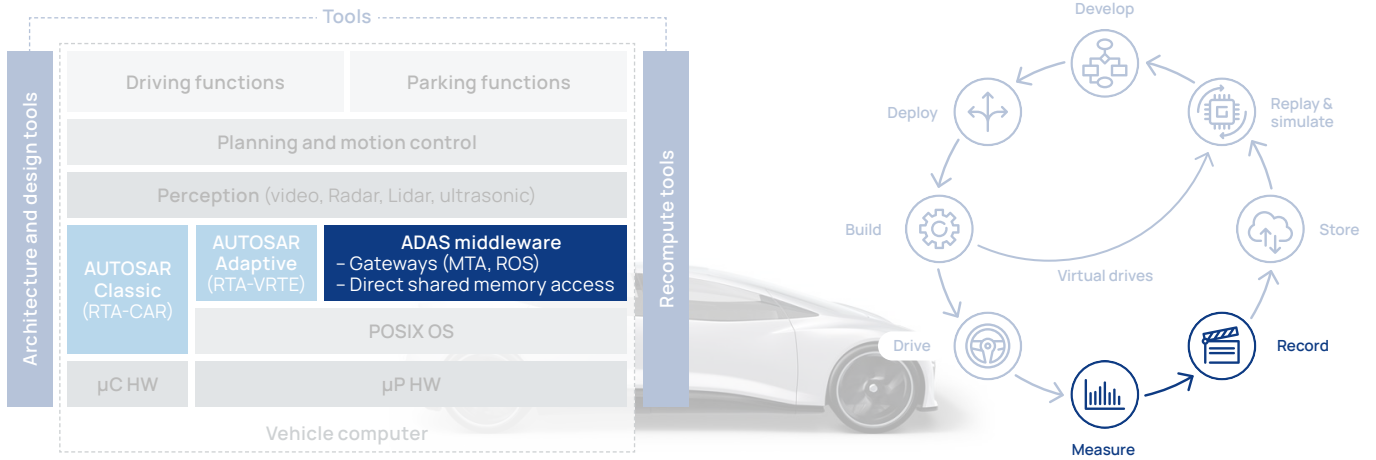 Tools
Architecture and design tools
Driving functions
Parking functions
Planning and motion control
Perception (video, Radar, Lidar, ultrasonic)
AUTOSAR
Classic
(RTA-CAR)
AUTOSAR
Adaptive
(RTA-VRTE)
ADAS middleware
– Gateways (MTA, ROS)
– Direct shared memory access
POSIX OS
µC HW
µP HW
Vehicle computer
Recompute tools
Develop
Deploy
Replay &
simulate
Build
Store
Virtual drives
Drive
Record
Measure